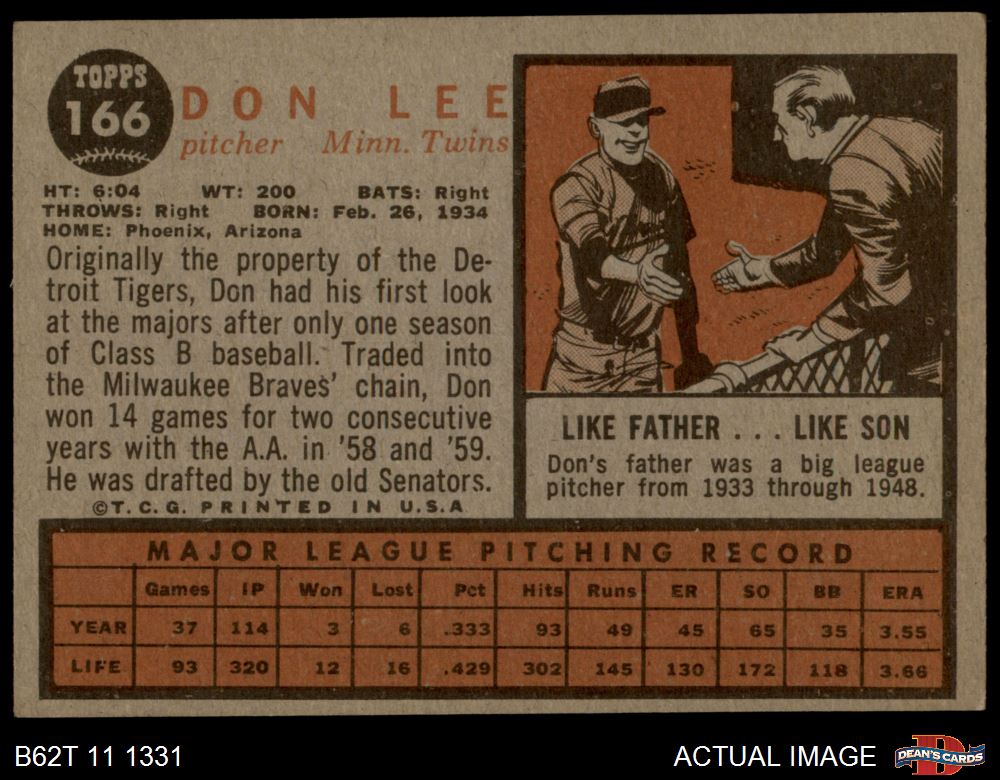 TOPPS
166
DON LEE
pitcher Minn. Twins
HT: 6:04 WT: 200 BATS: Right
THROWS: Right BORN: Feb. 26, 1934
HOME: Phoenix, Arizona
Originally the property of the De-
troit Tigers, Don had his first look
at the majors after only one season
of Class B baseball. Traded into
the Milwaukee Braves' chain, Don
won 14 games for two consecutive
years with the A.A. in '58 and '59.
He was drafted by the old Senators.
©T. C. G. PRINTED IN U.S.A
LIKE FATHER . . . LIKE SON
Don's father was a big league
pitcher from 1933 through 1948.
MAJOR LEAGUE PITCHING RECORD
Games IP Won Lost Pct Hits Runs ER SO BB ERA
YEAR 37 114 3 6 .333 93 49 45 65 35 3.55
LIFE 93 320 12 16 .429 302 145 130 172 118 3.66
B62T 11 1331
ACTUAL IMAGE
DEAN'S CARDS